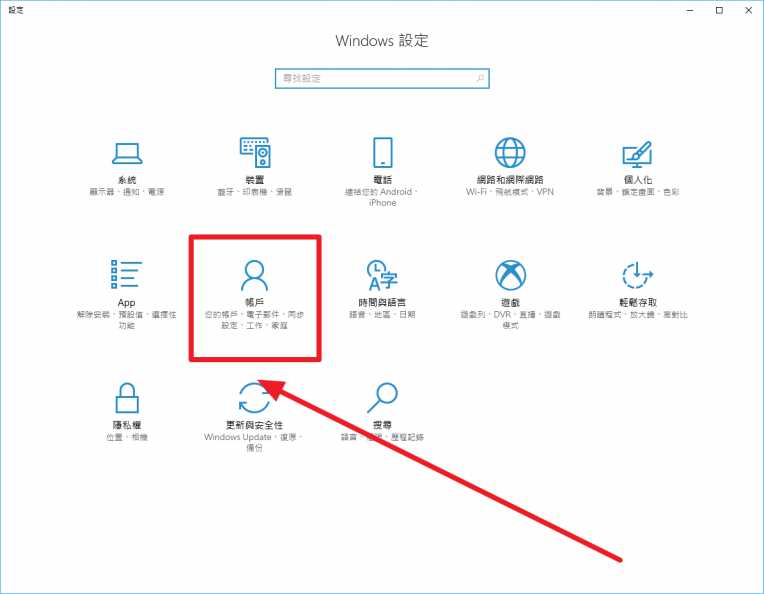 設定
Windows 設定
尋找設定
系統
顯示器、通知、電源
裝置
藍牙、印表機、滑鼠
電話
連結您的 Android、
iPhone
網路和網際網路
Wi-Fi、飛航模式、VPN
個人化
背景、鎖定畫面、色彩
App
解除安裝、預設值、選擇性
功能
帳戶
您的帳戶、電子郵件、同步
設定、工作、家庭
時間與語言
語音、地區、日期
遊戲
遊戲列、DVR、直播、遊戲
模式
輕鬆存取
朗讀程式、放大鏡、高對比
隱私權
位置、相機
更新與安全性
Windows Update、復原、
備份
搜尋
語言、權限、歷程記錄